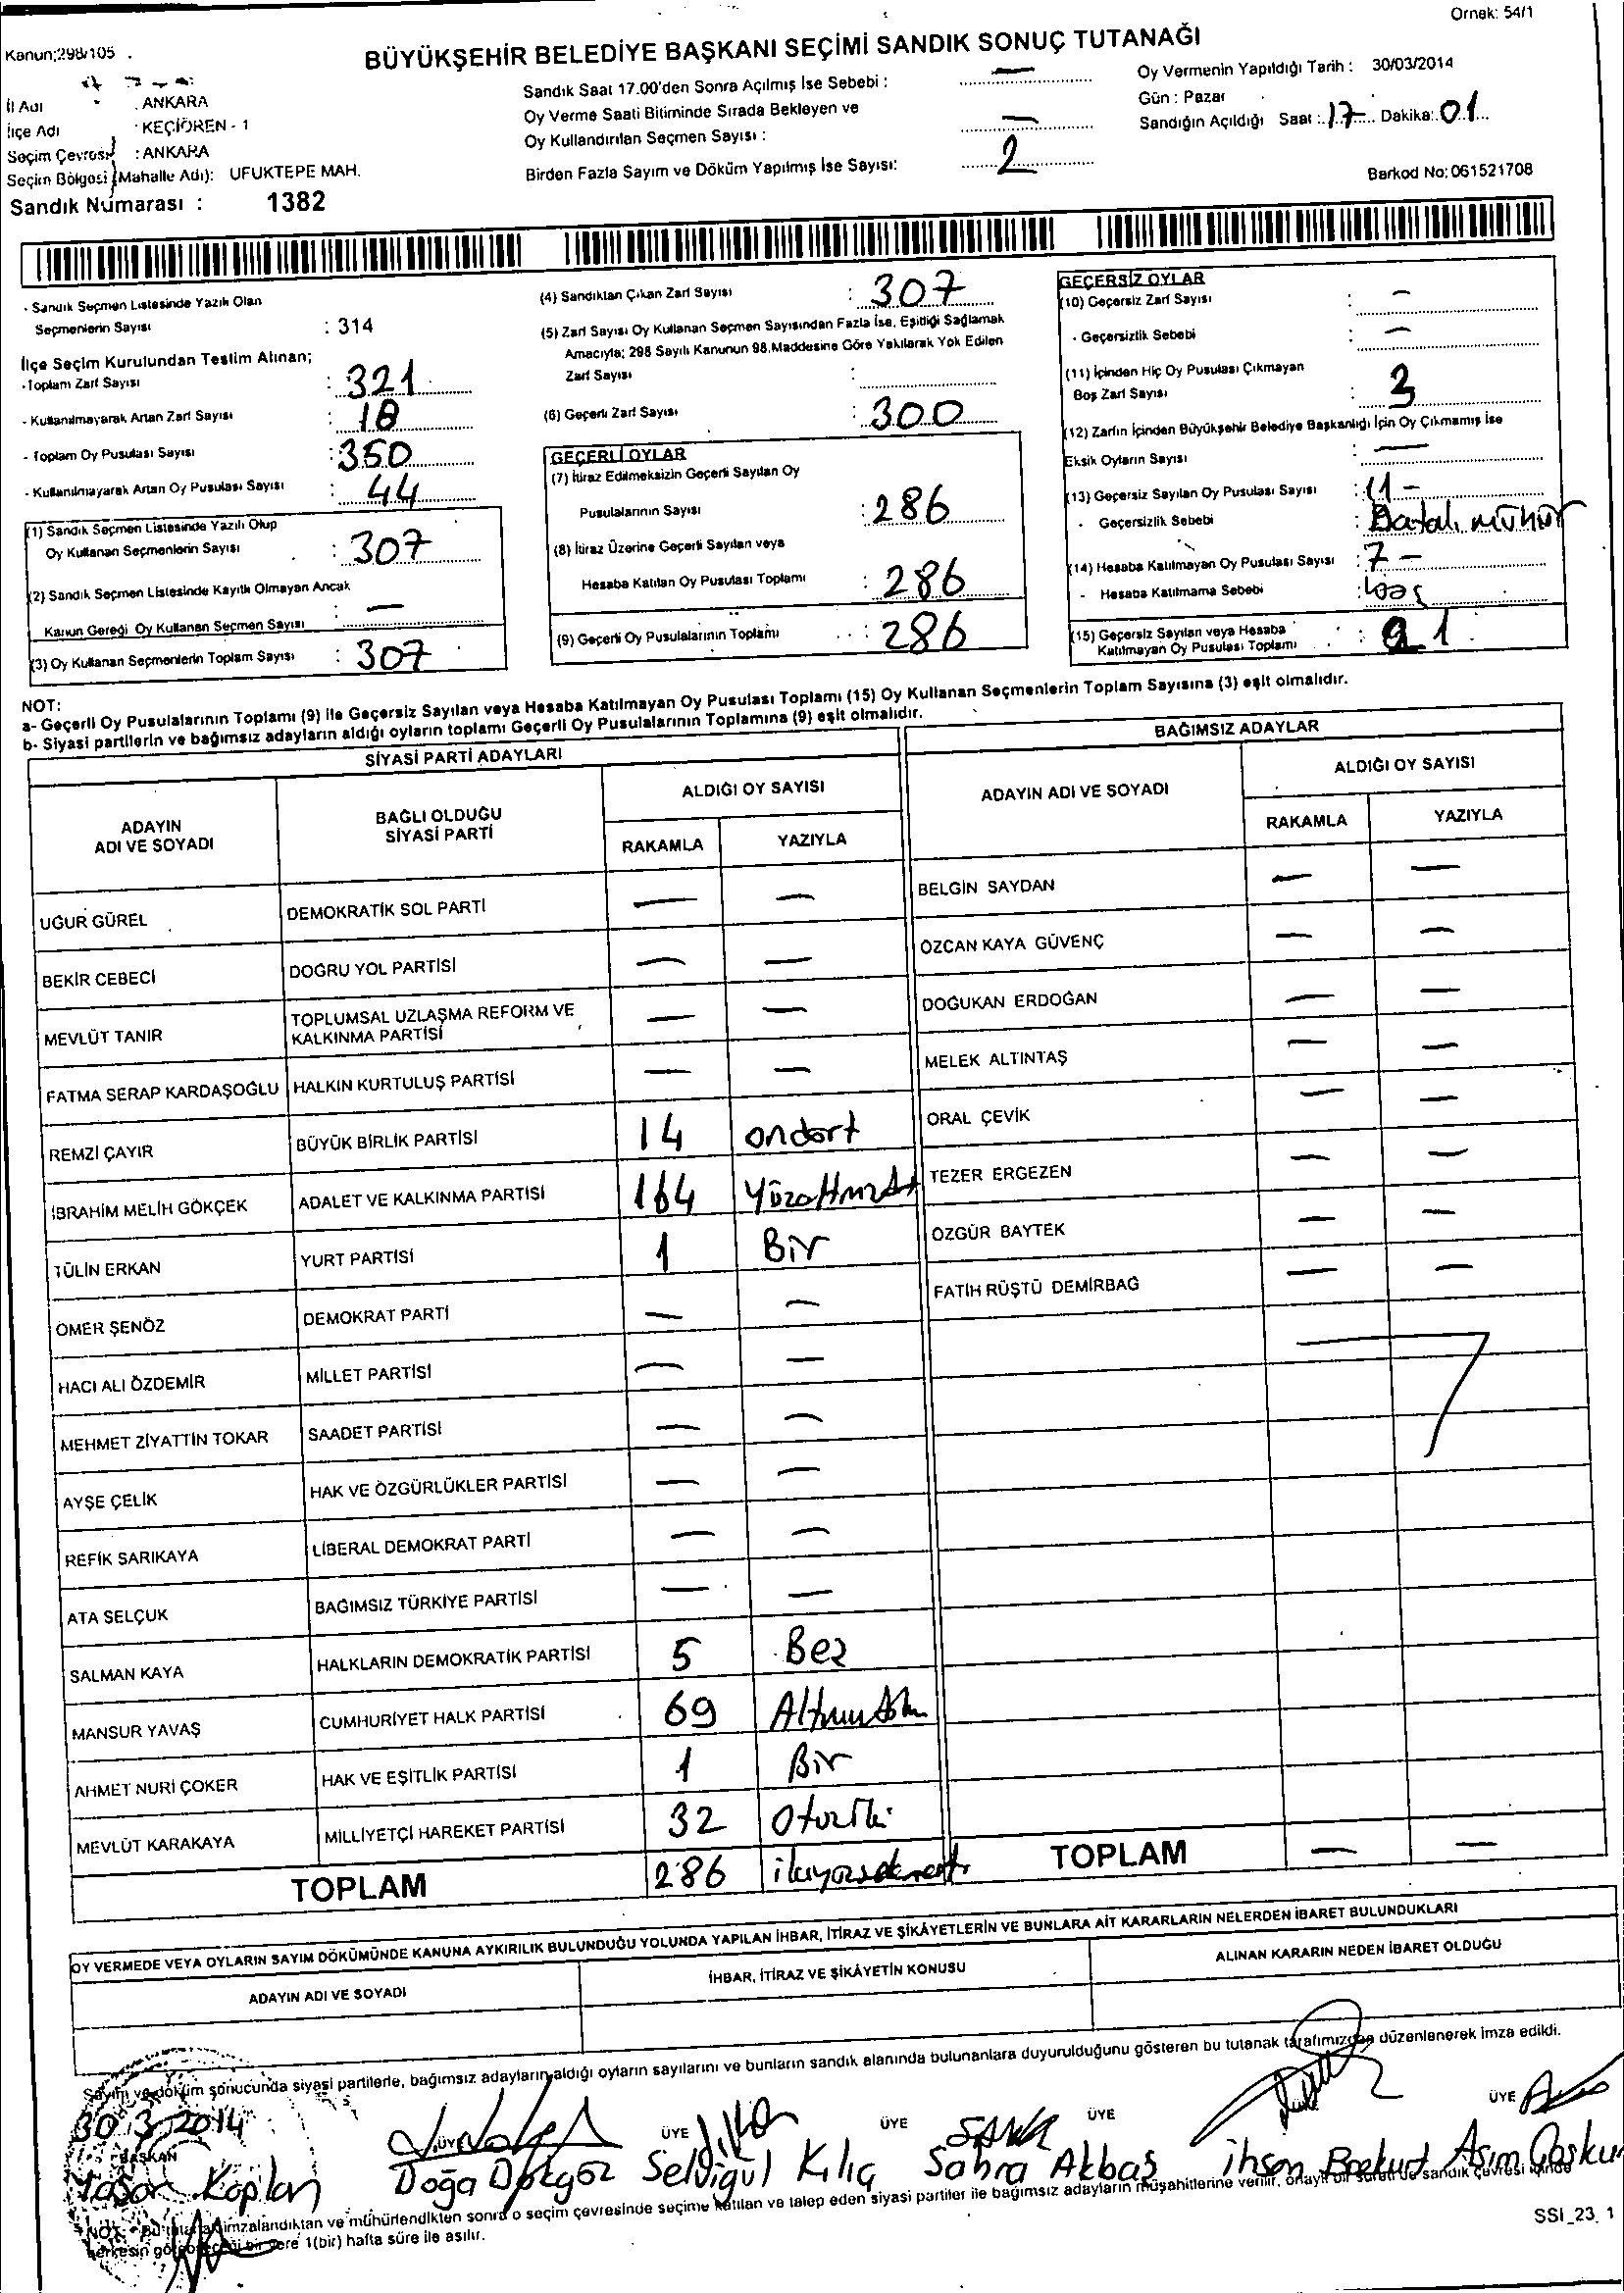 Örnek: 54/1
Kanun;298/105
BÜYÜKŞEHİR BELEDİYE BAŞKANI SEÇİMİ SANDIK SONUÇ TUTANAĞI
İl Adı : ANKARA
İlçe Adı : KEÇİÖREN - 1
Seçim Çevresi : ANKARA
Seçim Bölgesi (Mahalle Adı): UFUKTEPE MAH.
Sandık Numarası : 1382
Sandık Saat 17.00'den Sonra Açılmış İse Sebebi : —
Oy Verme Saati Bitiminde Sırada Bekleyen ve
Oy Kullandırılan Seçmen Sayısı : —
Birden Fazla Sayım ve Döküm Yapılmış İse Sayısı: 2
Oy Vermenin Yapıldığı Tarih : 30/03/2014
Gün : Pazar
Sandığın Açıldığı Saat : 17 Dakika: 01
Barkod No: 061521708
- Sandık Seçmen Listesinde Yazılı Olan
Seçmenlerin Sayısı : 314
İlçe Seçim Kurulundan Teslim Alınan;
-Toplam Zarf Sayısı : 321
- Kullanılmayarak Artan Zarf Sayısı : 18
- Toplam Oy Pusulası Sayısı : 350
- Kullanılmayarak Artan Oy Pusulası Sayısı : 44
(1) Sandık Seçmen Listesinde Yazılı Olup
Oy Kullanan Seçmenlerin Sayısı : 307
(2) Sandık Seçmen Listesinde Kayıtlı Olmayan Ancak
Kanun Gereği Oy Kullanan Seçmen Sayısı : —
(3) Oy Kullanan Seçmenlerin Toplam Sayısı : 307
(4) Sandıktan Çıkan Zarf Sayısı : 307
(5) Zarf Sayısı Oy Kullanan Seçmen Sayısından Fazla İse, Eşitliği Sağlamak
Amacıyla; 298 Sayılı Kanunun 98.Maddesine Göre Yakılarak Yok Edilen
Zarf Sayısı :
(6) Geçerli Zarf Sayısı : 300
GEÇERLİ OYLAR
(7) İtiraz Edilmeksizin Geçerli Sayılan Oy
Pusulalarının Sayısı : 286
(8) İtiraz Üzerine Geçerli Sayılan veya
Hesaba Katılan Oy Pusulası Toplamı : 286
(9) Geçerli Oy Pusulalarının Toplamı : 286
GEÇERSİZ OYLAR
(10) Geçersiz Zarf Sayısı : —
- Geçersizlik Sebebi : —
(11) İçinden Hiç Oy Pusulası Çıkmayan
Boş Zarf Sayısı : 3
(12) Zarfın İçinden Büyükşehir Belediye Başkanlığı İçin Oy Çıkmamış İse
Eksik Oyların Sayısı : —
(13) Geçersiz Sayılan Oy Pusulası Sayısı : 11 -
- Geçersizlik Sebebi : mühür
(14) Hesaba Katılmayan Oy Pusulası Sayısı : 7 -
- Hesaba Katılmama Sebebi :
(15) Geçersiz Sayılan veya Hesaba
Katılmayan Oy Pusulası Toplamı : 21
NOT:
a- Geçerli Oy Pusulalarının Toplamı (9) ile Geçersiz Sayılan veya Hesaba Katılmayan Oy Pusulası Toplamı (15) Oy Kullanan Seçmenlerin Toplam Sayısına (3) eşit olmalıdır.
b- Siyasi partilerin ve bağımsız adayların aldığı oyların toplamı Geçerli Oy Pusulalarının Toplamına (9) eşit olmalıdır.
SİYASİ PARTİ ADAYLARI
ADAYIN ADI VE SOYADI BAĞLI OLDUĞU SİYASİ PARTİ ALDIĞI OY SAYISI
RAKAMLA YAZIYLA
UĞUR GÜREL DEMOKRATİK SOL PARTİ — —
BEKİR CEBECİ DOĞRU YOL PARTİSİ — —
MEVLÜT TANIR TOPLUMSAL UZLAŞMA REFORM VE KALKINMA PARTİSİ — —
FATMA SERAP KARDAŞOĞLU HALKIN KURTULUŞ PARTİSİ — —
REMZİ ÇAYIR BÜYÜK BİRLİK PARTİSİ 14 ondört
İBRAHİM MELİH GÖKÇEK ADALET VE KALKINMA PARTİSİ 164
TÜLİN ERKAN YURT PARTİSİ 1 Bir
ÖMER ŞENÖZ DEMOKRAT PARTİ — —
HACI ALİ ÖZDEMİR MİLLET PARTİSİ — —
MEHMET ZİYATTİN TOKAR SAADET PARTİSİ — —
AYŞE ÇELİK HAK VE ÖZGÜRLÜKLER PARTİSİ — —
REFİK SARIKAYA LİBERAL DEMOKRAT PARTİ — —
ATA SELÇUK BAĞIMSIZ TÜRKİYE PARTİSİ — —
SALMAN KAYA HALKLARIN DEMOKRATİK PARTİSİ 5 Beş
MANSUR YAVAŞ CUMHURİYET HALK PARTİSİ 69
AHMET NURİ ÇOKER HAK VE EŞİTLİK PARTİSİ 1 Bir
MEVLÜT KARAKAYA MİLLİYETÇİ HAREKET PARTİSİ 32 Otuziki
TOPLAM 286
BAĞIMSIZ ADAYLAR
ADAYIN ADI VE SOYADI ALDIĞI OY SAYISI
RAKAMLA YAZIYLA
BELGİN SAYDAN — —
ÖZCAN KAYA GÜVENÇ — —
DOĞUKAN ERDOĞAN — —
MELEK ALTINTAŞ — —
ORAL ÇEVİK — —
TEZER ERGEZEN — —
ÖZGÜR BAYTEK — —
FATİH RÜŞTÜ DEMİRBAĞ — —
TOPLAM — —
OY VERMEDE VEYA OYLARIN SAYIM DÖKÜMÜNDE KANUNA AYKIRILIK BULUNDUĞU YOLUNDA YAPILAN İHBAR, İTİRAZ VE ŞİKÂYETLERİN VE BUNLARA AİT KARARLARIN NELERDEN İBARET BULUNDUKLARI
ADAYIN ADI VE SOYADI İHBAR, İTİRAZ VE ŞİKÂYETİN KONUSU ALINAN KARARIN NEDEN İBARET OLDUĞU
Sayım ve döküm sonucunda siyasi partilerle, bağımsız adayların aldığı oyların sayılarını ve bunların sandık alanında bulunanlara duyurulduğunu gösteren bu tutanak tarafımızdan düzenlenerek imza edildi.
30.3.2014
BAŞKAN ÜYE ÜYE ÜYE ÜYE ÜYE
Yaşar Kaplan Doğa Selvigül Kılıç Sahra Akbaş İhsan Bozkurt Asım
NOT: Bu tutanak imzalandıktan ve mühürlendikten sonra o seçim çevresinde seçime katılan ve talep eden siyasi partiler ile bağımsız adayların müşahitlerine verilir, onaylı bir sureti de sandık çevresi içinde
herkesin görebileceği bir yere 1(bir) hafta süre ile asılır.
SSI_23_1